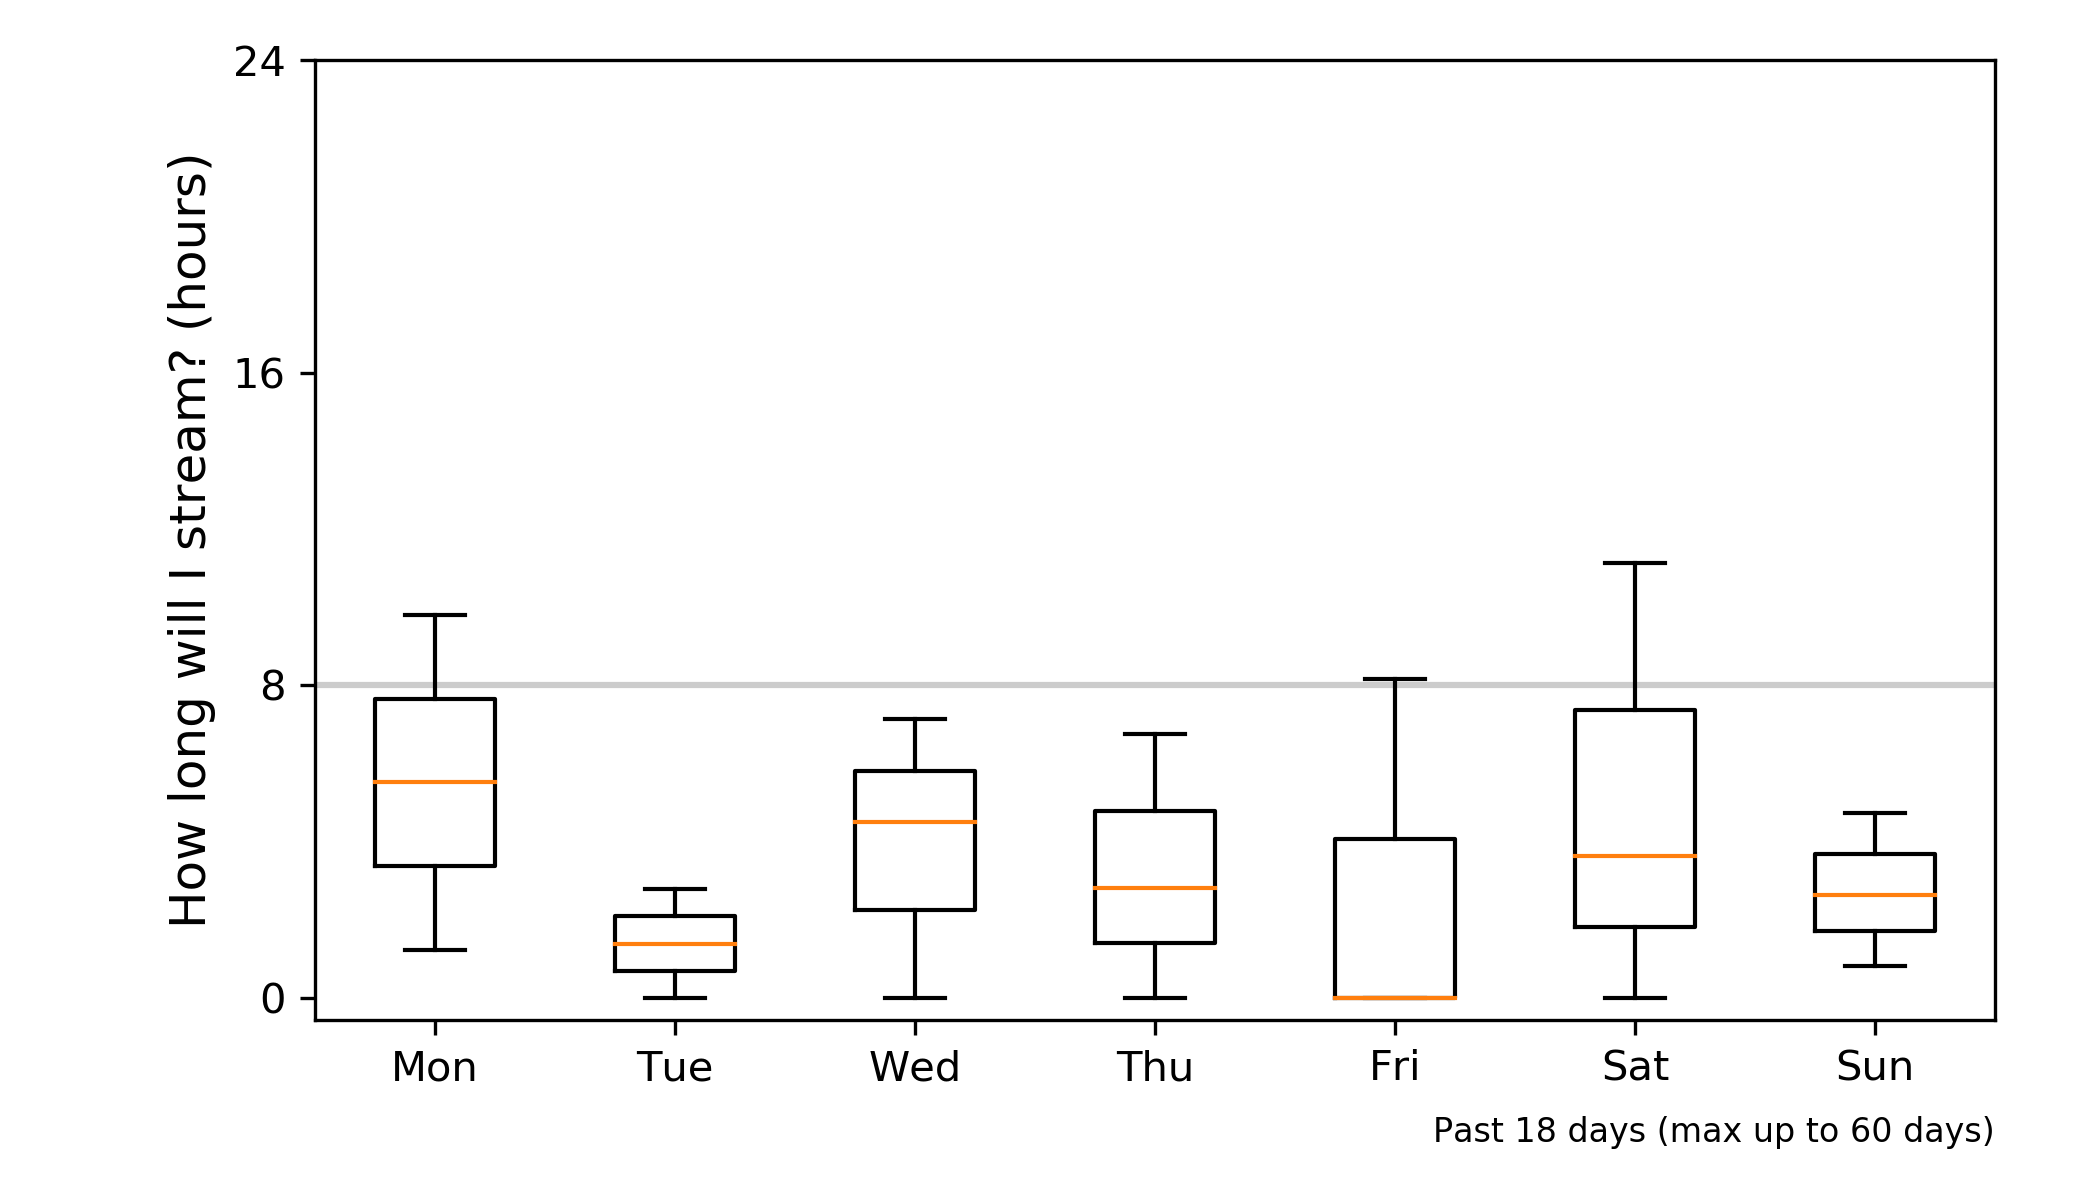 24
16
8
0
How long will I stream? (hours)
Mon Tue Wed Thu Fri Sat Sun
Past 18 days (max up to 60 days)